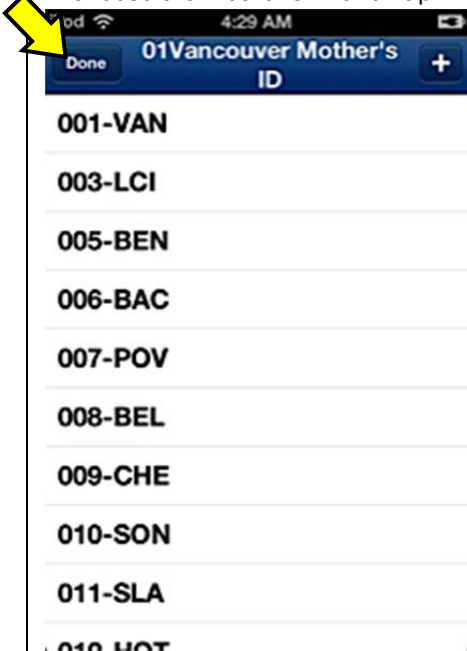 4:29 AM
Done
01Vancouver Mother's
ID
+
001-VAN
003-LCI
005-BEN
006-BAC
007-POV
008-BEL
009-CHE
010-SON
011-SLA